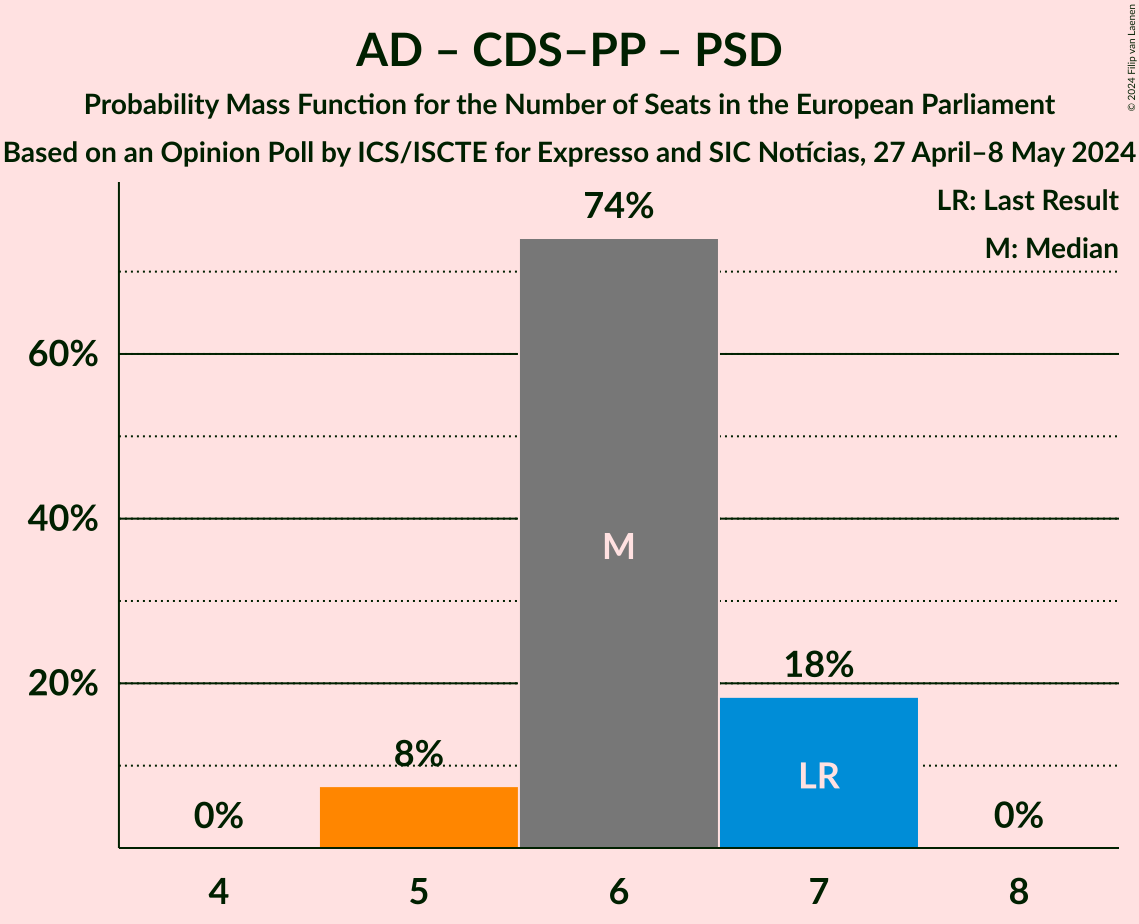 AD – CDS–PP – PSD
Probability Mass Function for the Number of Seats in the European Parliament
Based on an Opinion Poll by ICS/ISCTE for Expresso and SIC Notícias, 27 April–8 May 2024
© 2024 Filip van Laenen
LR: Last Result
M: Median
60%
40%
20%
0%
8%
74%
18%
0%
M
LR
4
5
6
7
8